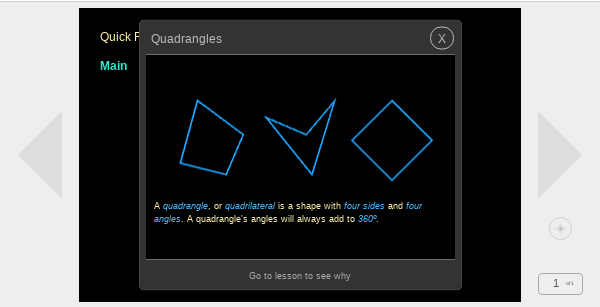 Quick
Quadrangles
X
Main
A quadrangle, or quadrilateral is a shape with four sides and four
angles. A quadrangle's angles will always add to 360º.
Go to lesson to see why
1 of 1